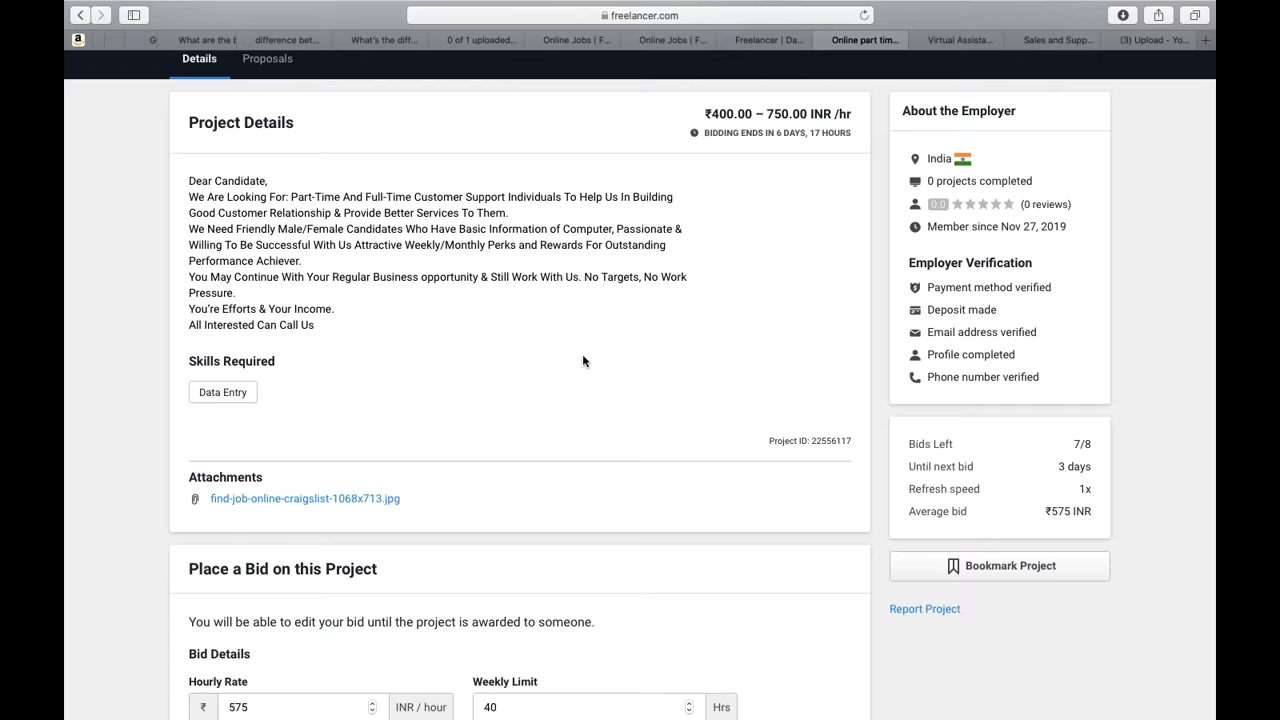 freelancer.com
G
What are the b
difference bet...
What's the diff...
0 of 1 uploaded...
Online Jobs | F...
Online Jobs | F...
Freelancer | Da...
Online part tim...
Virtual Assista...
Sales and Supp...
(3) Upload - Yo...
Details
Proposals
Project Details
₹400.00 – 750.00 INR /hr
BIDDING ENDS IN 6 DAYS, 17 HOURS
Dear Candidate,
We Are Looking For: Part-Time And Full-Time Customer Support Individuals To Help Us In Building
Good Customer Relationship & Provide Better Services To Them.
We Need Friendly Male/Female Candidates Who Have Basic Information of Computer, Passionate &
Willing To Be Successful With Us Attractive Weekly/Monthly Perks and Rewards For Outstanding
Performance Achiever.
You May Continue With Your Regular Business opportunity & Still Work With Us. No Targets, No Work
Pressure.
You're Efforts & Your Income.
All Interested Can Call Us
Skills Required
Data Entry
Project ID: 22556117
Attachments
find-job-online-craigslist-1068x713.jpg
Place a Bid on this Project
You will be able to edit your bid until the project is awarded to someone.
Bid Details
Hourly Rate
Weekly Limit
₹ 575 INR / hour
40 Hrs
About the Employer
India
0 projects completed
0.0 (0 reviews)
Member since Nov 27, 2019
Employer Verification
Payment method verified
Deposit made
Email address verified
Profile completed
Phone number verified
Bids Left 7/8
Until next bid 3 days
Refresh speed 1x
Average bid ₹575 INR
Bookmark Project
Report Project